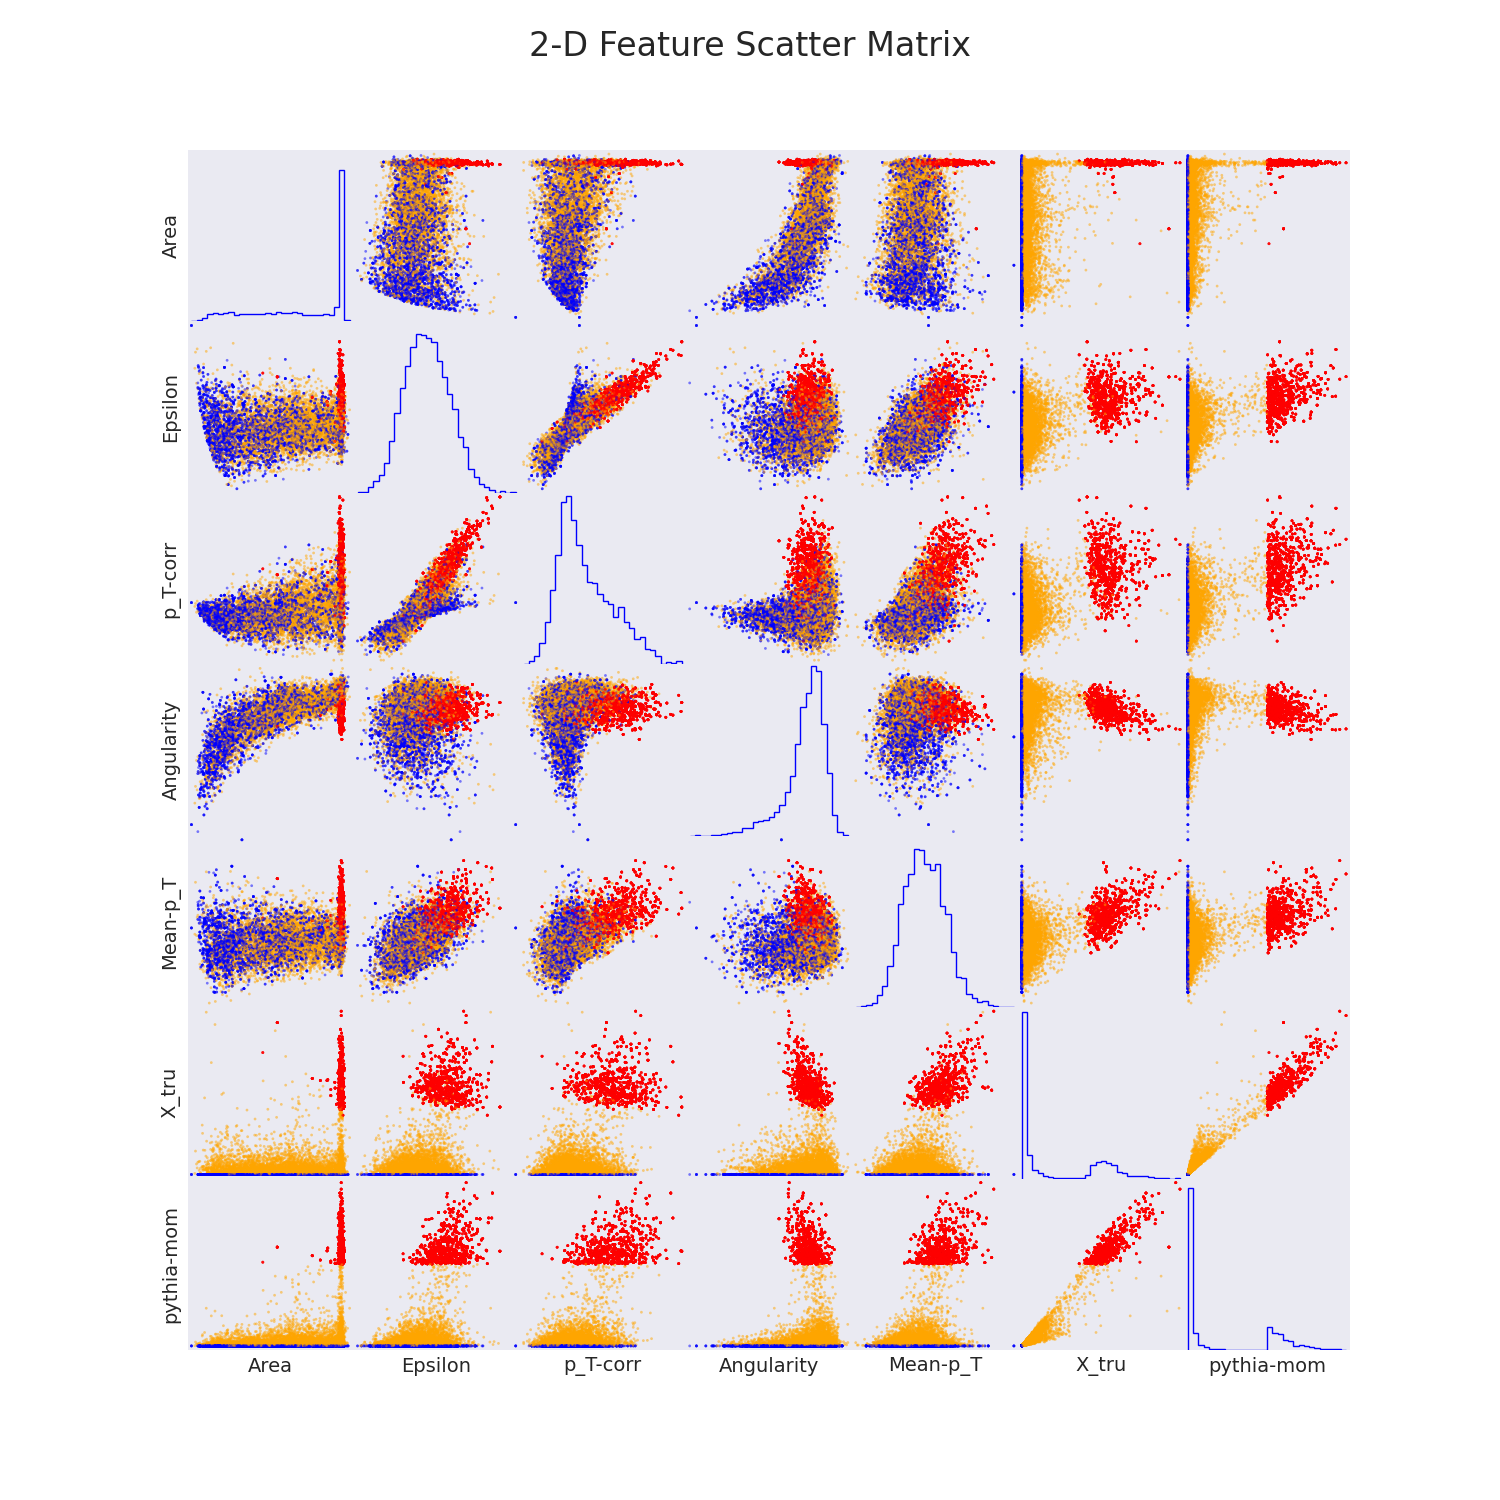 2-D Feature Scatter Matrix
Area
Epsilon
p_T-corr
Angularity
Mean-p_T
X_tru
pythia-mom
Area Epsilon p_T-corr Angularity Mean-p_T X_tru pythia-mom